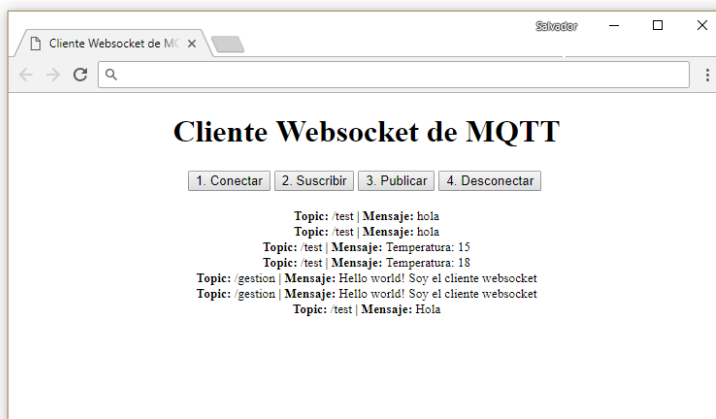 Salvador
Cliente Websocket de MC
Cliente Websocket de MQTT
1. Conectar 2. Suscribir 3. Publicar 4. Desconectar
Topic: /test | Mensaje: hola
Topic: /test | Mensaje: hola
Topic: /test | Mensaje: Temperatura: 15
Topic: /test | Mensaje: Temperatura: 18
Topic: /gestion | Mensaje: Hello world! Soy el cliente websocket
Topic: /gestion | Mensaje: Hello world! Soy el cliente websocket
Topic: /test | Mensaje: Hola